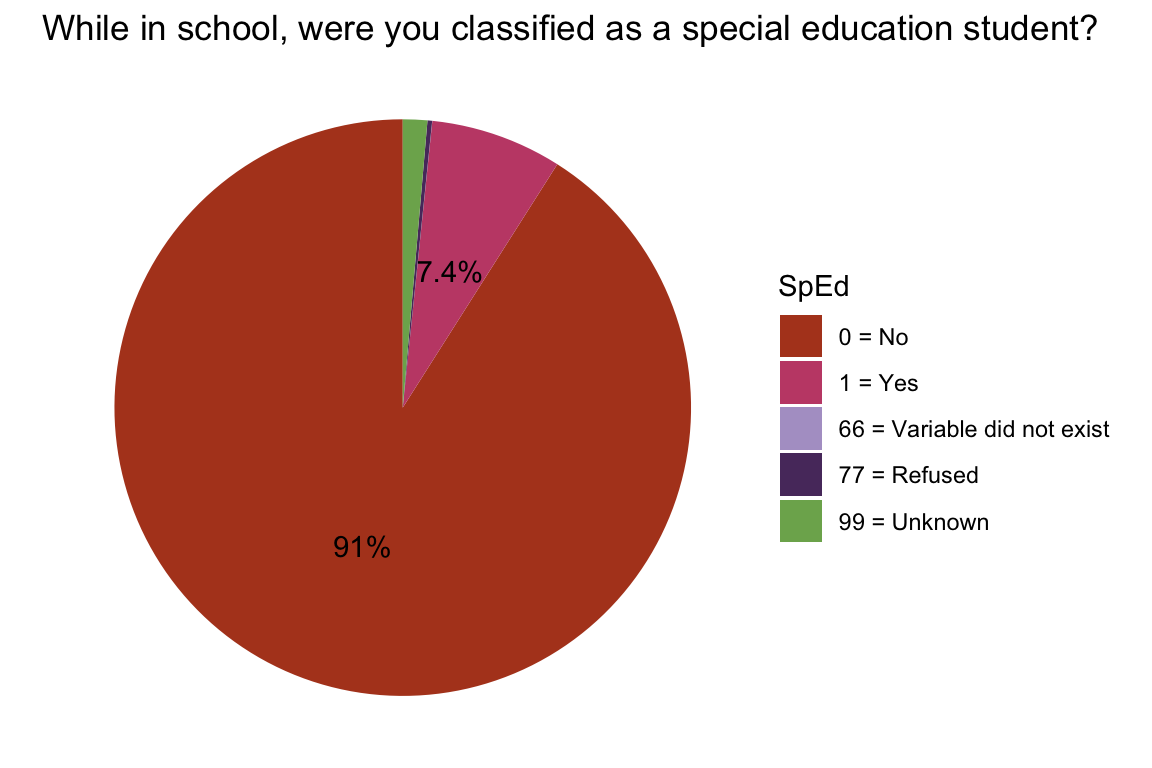 While in school, were you classified as a special education student?
7.4%
91%
SpEd
0 = No
1 = Yes
66 = Variable did not exist
77 = Refused
99 = Unknown